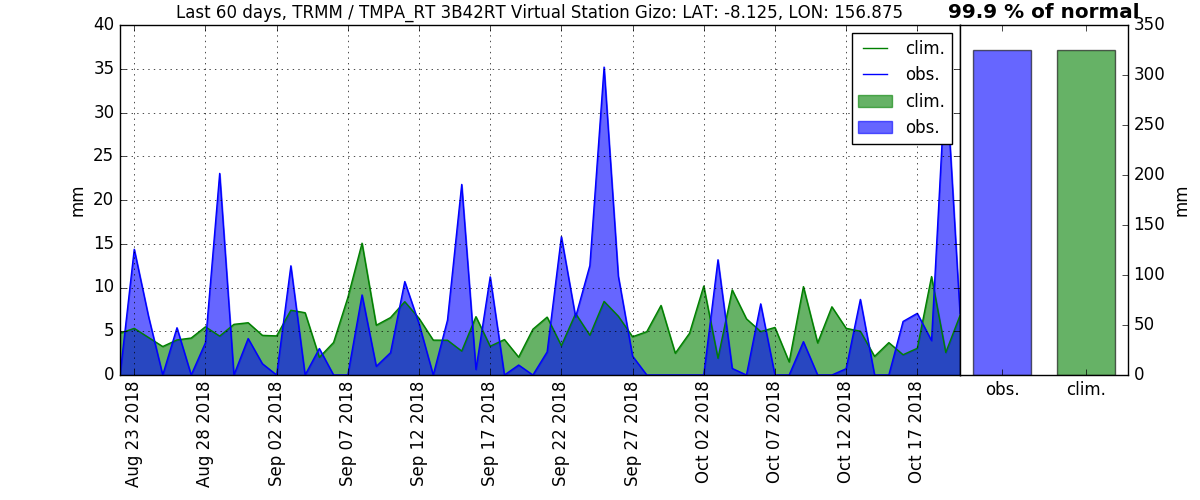 Last 60 days, TRMM / TMPA_RT 3B42RT Virtual Station Gizo: LAT: -8.125, LON: 156.875
99.9 % of normal
40
35
30
25
20
15
10
5
0
mm
clim.
obs.
clim.
obs.
350
300
250
200
150
100
50
0
mm
obs.
clim.
Aug 23 2018
Aug 28 2018
Sep 02 2018
Sep 07 2018
Sep 12 2018
Sep 17 2018
Sep 22 2018
Sep 27 2018
Oct 02 2018
Oct 07 2018
Oct 12 2018
Oct 17 2018